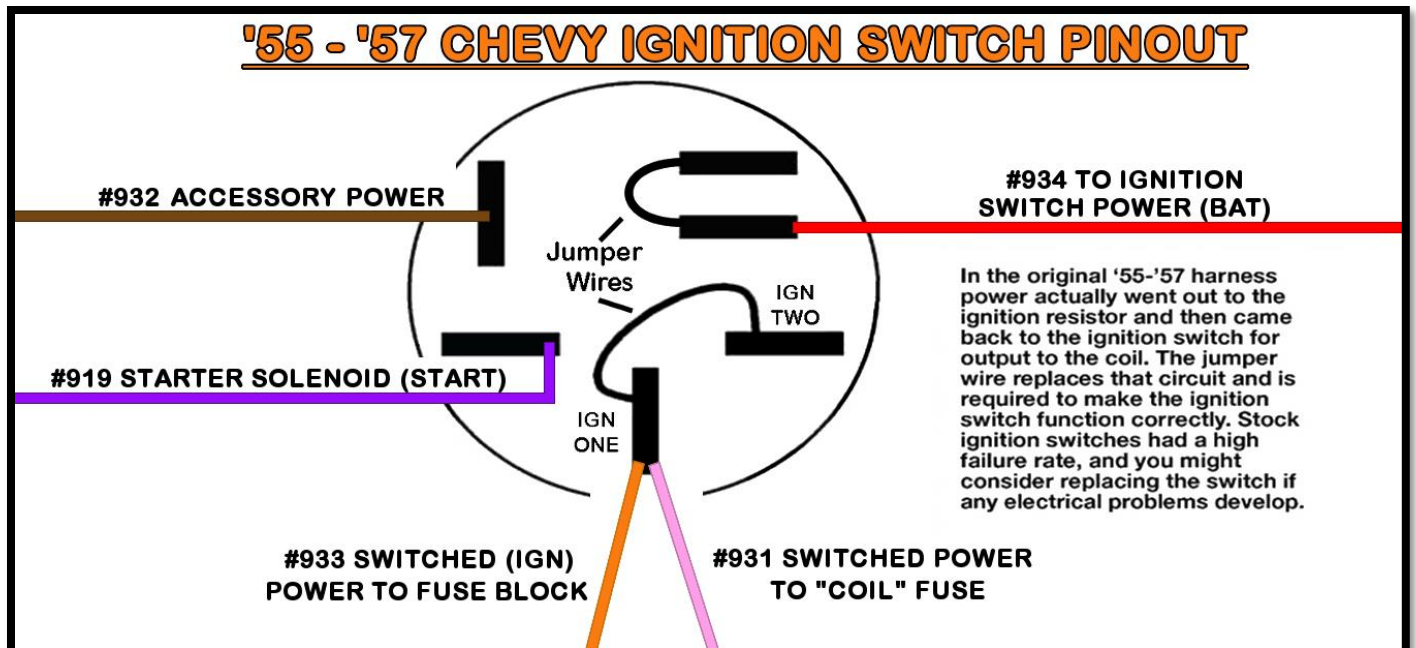 '55 - '57 CHEVY IGNITION SWITCH PINOUT
#932 ACCESSORY POWER
#934 TO IGNITION
SWITCH POWER (BAT)
Jumper
Wires
IGN
TWO
In the original ‘55-’57 harness
power actually went out to the
ignition resistor and then came
back to the ignition switch for
output to the coil. The jumper
wire replaces that circuit and is
required to make the ignition
switch function correctly. Stock
ignition switches had a high
failure rate, and you might
consider replacing the switch if
any electrical problems develop.
#919 STARTER SOLENOID (START)
IGN
ONE
#933 SWITCHED (IGN)
POWER TO FUSE BLOCK
#931 SWITCHED POWER
TO "COIL" FUSE